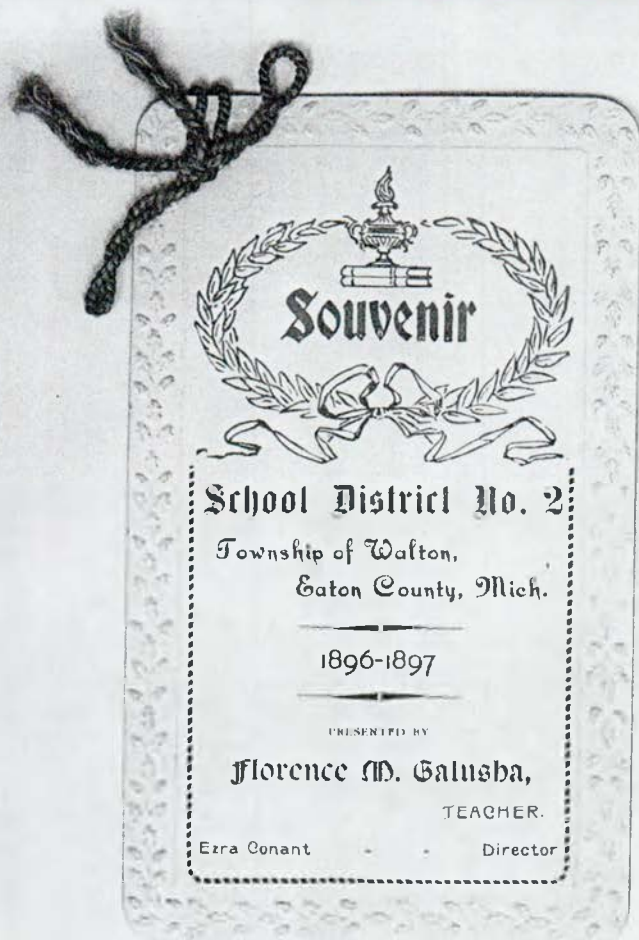 Souvenir
School District No. 2
Township of Walton,
Eaton County, Mich.
1896-1897
PRESENTED BY
Florence M. Galusha,
TEACHER.
Ezra Conant - - Director